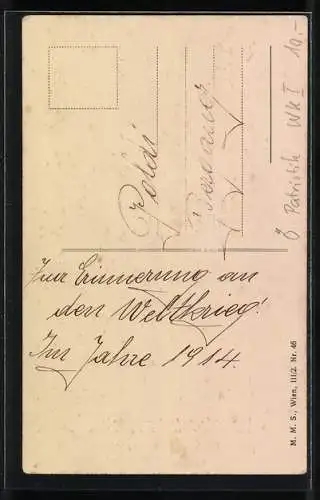 Poldi
Zur Erinnerung an
den Weltkrieg!
Im Jahre 1914.
M. M. S., Wien, III/2. Nr. 46
Patriotik WK I 10.-